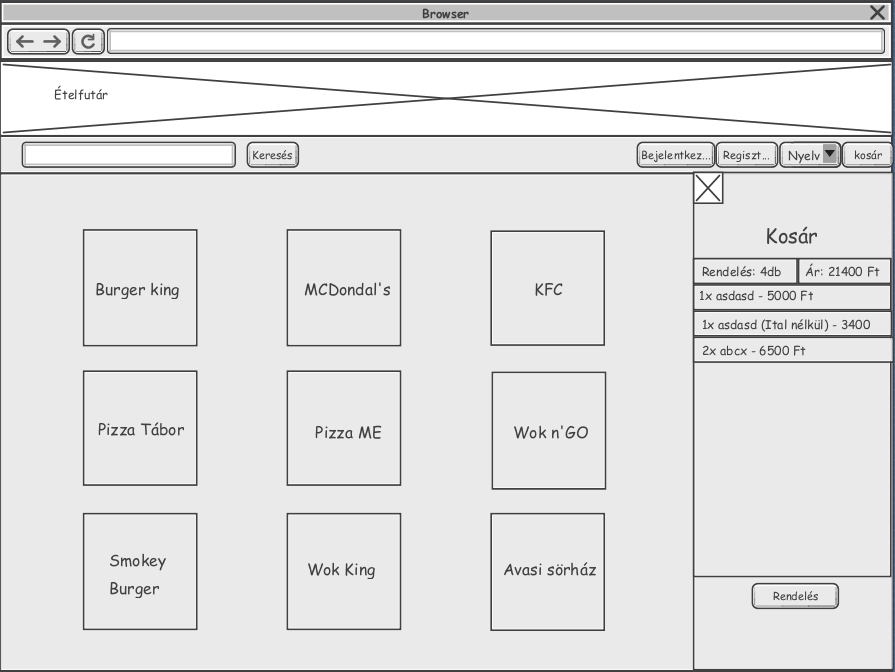 Browser
Ételfutár
Keresés
Bejelentkez...
Regiszt...
Nyelv
kosár
Kosár
Rendelés: 4db
Ár: 21400 Ft
1x asdasd - 5000 Ft
1x asdasd (Ital nélkül) - 3400
2x abcx - 6500 Ft
Rendelés
Burger king
MCDondal's
KFC
Pizza Tábor
Pizza ME
Wok n'GO
Smokey
Burger
Wok King
Avasi sörház